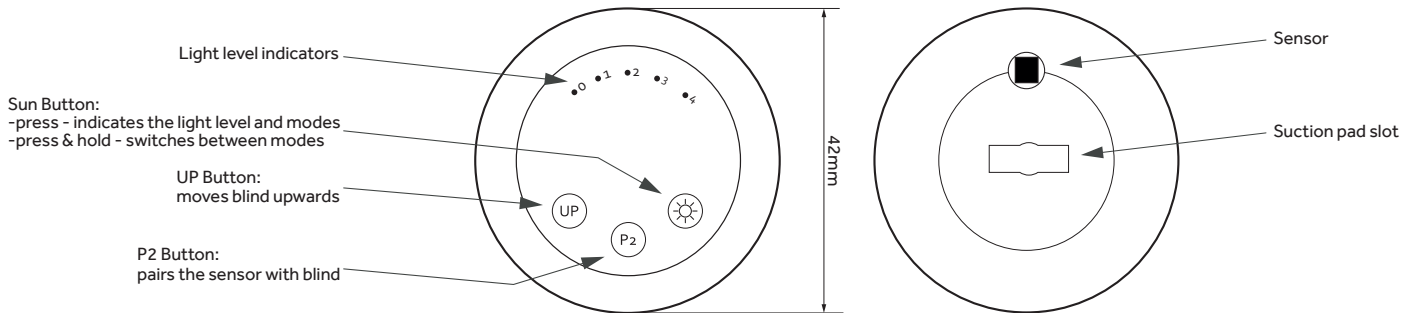 Light level indicators
0 1 2 3 4
Sun Button:
-press - indicates the light level and modes
-press & hold - switches between modes
UP Button:
moves blind upwards
P2 Button:
pairs the sensor with blind
UP
P2
42mm
Sensor
Suction pad slot